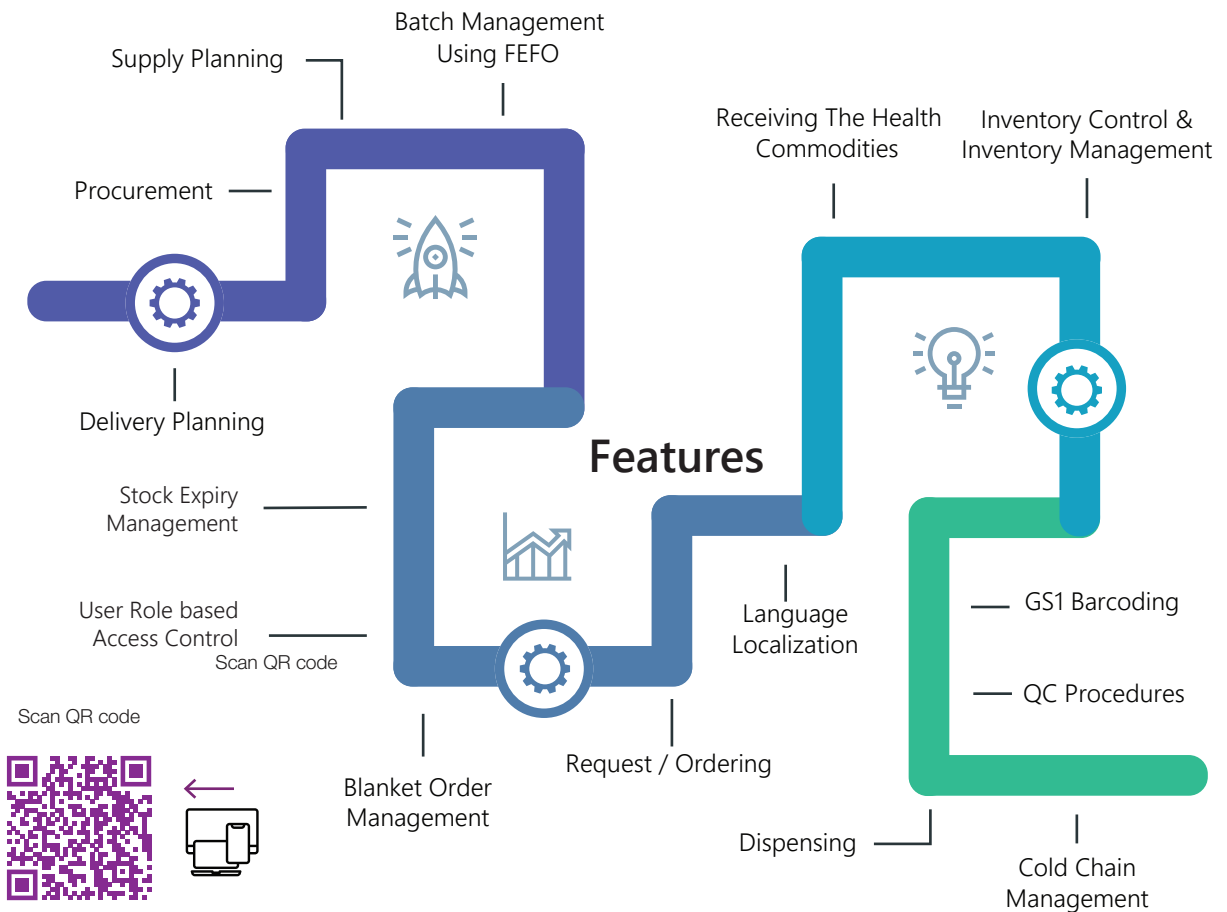 Batch Management
Using FEFO
Supply Planning
Procurement
Delivery Planning
Receiving The Health
Commodities
Inventory Control &
Inventory Management
Features
Stock Expiry
Management
User Role based
Access Control
Scan QR code
Scan QR code
Language
Localization
GS1 Barcoding
QC Procedures
Request / Ordering
Blanket Order
Management
Dispensing
Cold Chain
Management